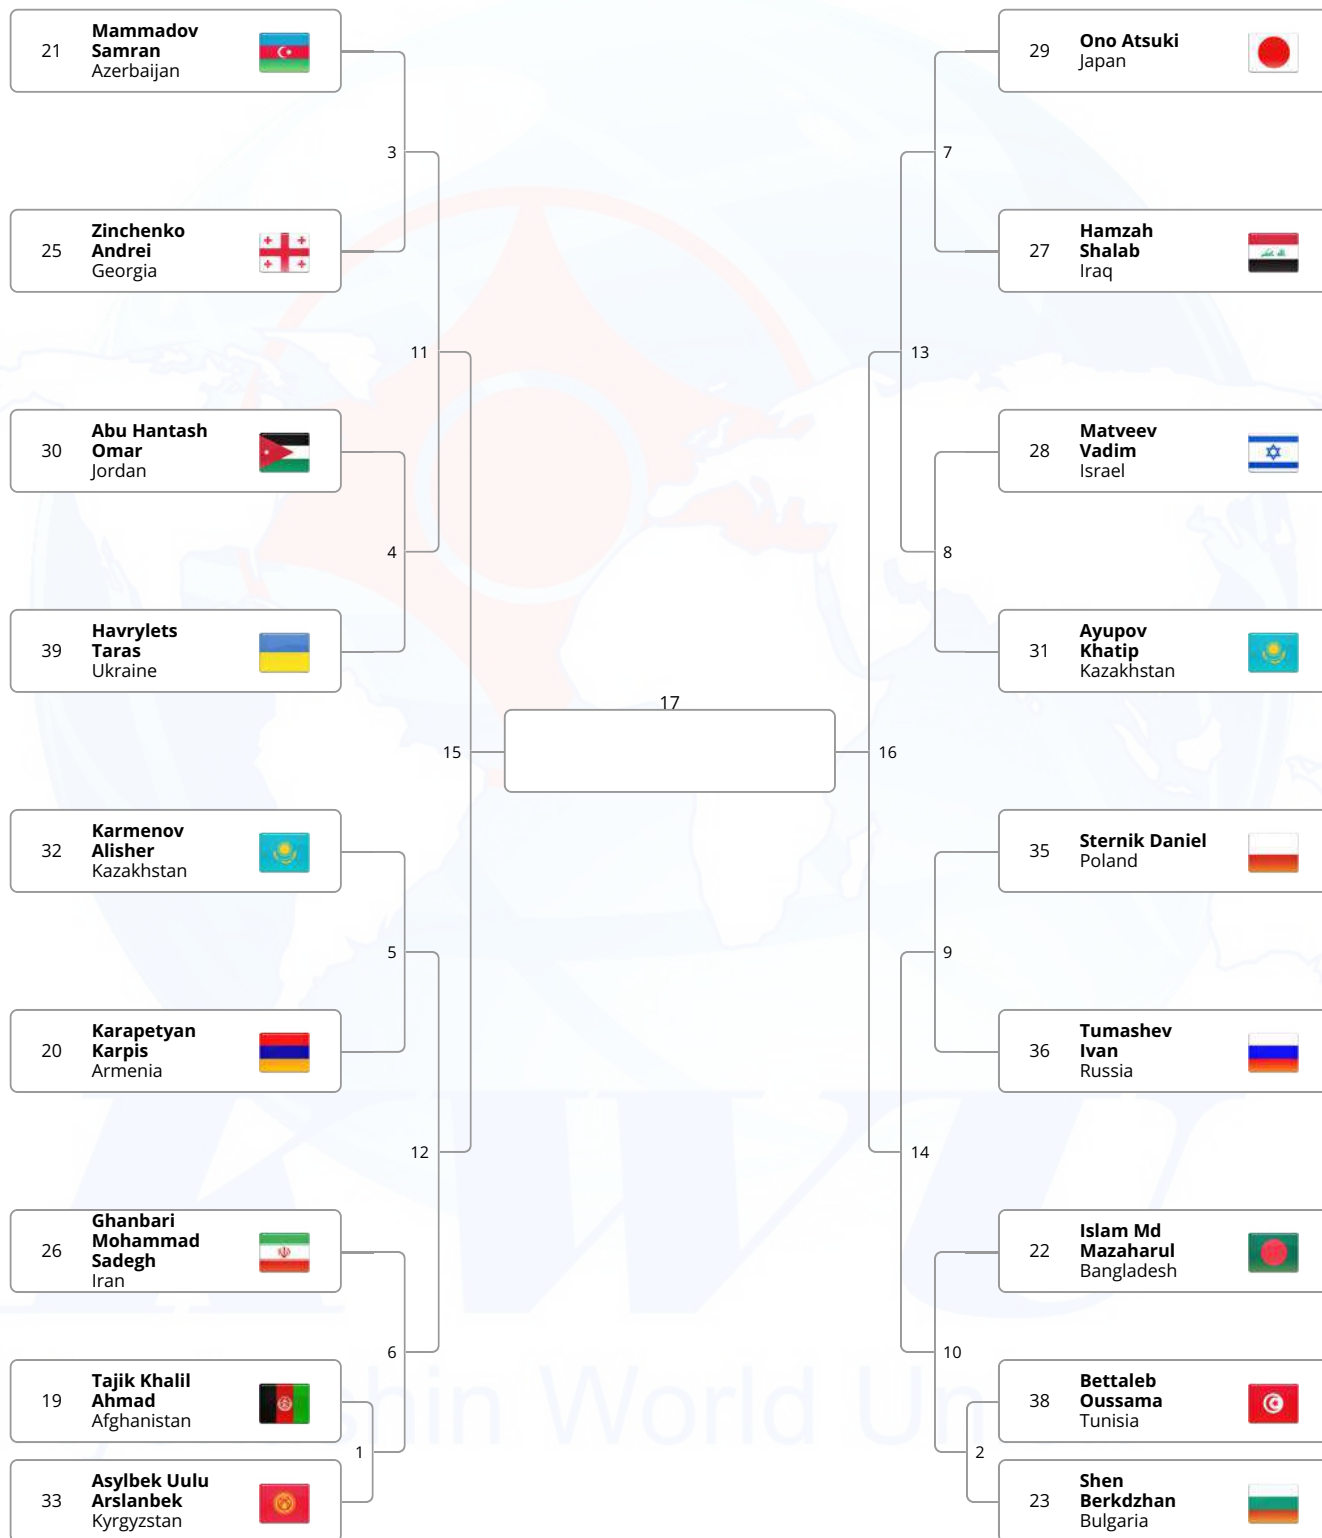 21
Mammadov
Samran
Azerbaijan
3
25
Zinchenko
Andrei
Georgia
11
30
Abu Hantash
Omar
Jordan
4
39
Havrylets
Taras
Ukraine
15
32
Karmenov
Alisher
Kazakhstan
5
20
Karapetyan
Karpis
Armenia
12
26
Ghanbari
Mohammad
Sadegh
Iran
6
19
Tajik Khalil
Ahmad
Afghanistan
1
33
Asylbek Uulu
Arslanbek
Kyrgyzstan
17
29
Ono Atsuki
Japan
7
27
Hamzah
Shalab
Iraq
13
28
Matveev
Vadim
Israel
8
31
Ayupov
Khatip
Kazakhstan
16
35
Sternik Daniel
Poland
9
36
Tumashev
Ivan
Russia
14
22
Islam Md
Mazaharul
Bangladesh
10
38
Bettaleb
Oussama
Tunisia
2
23
Shen
Berkdzhan
Bulgaria
KWU
World